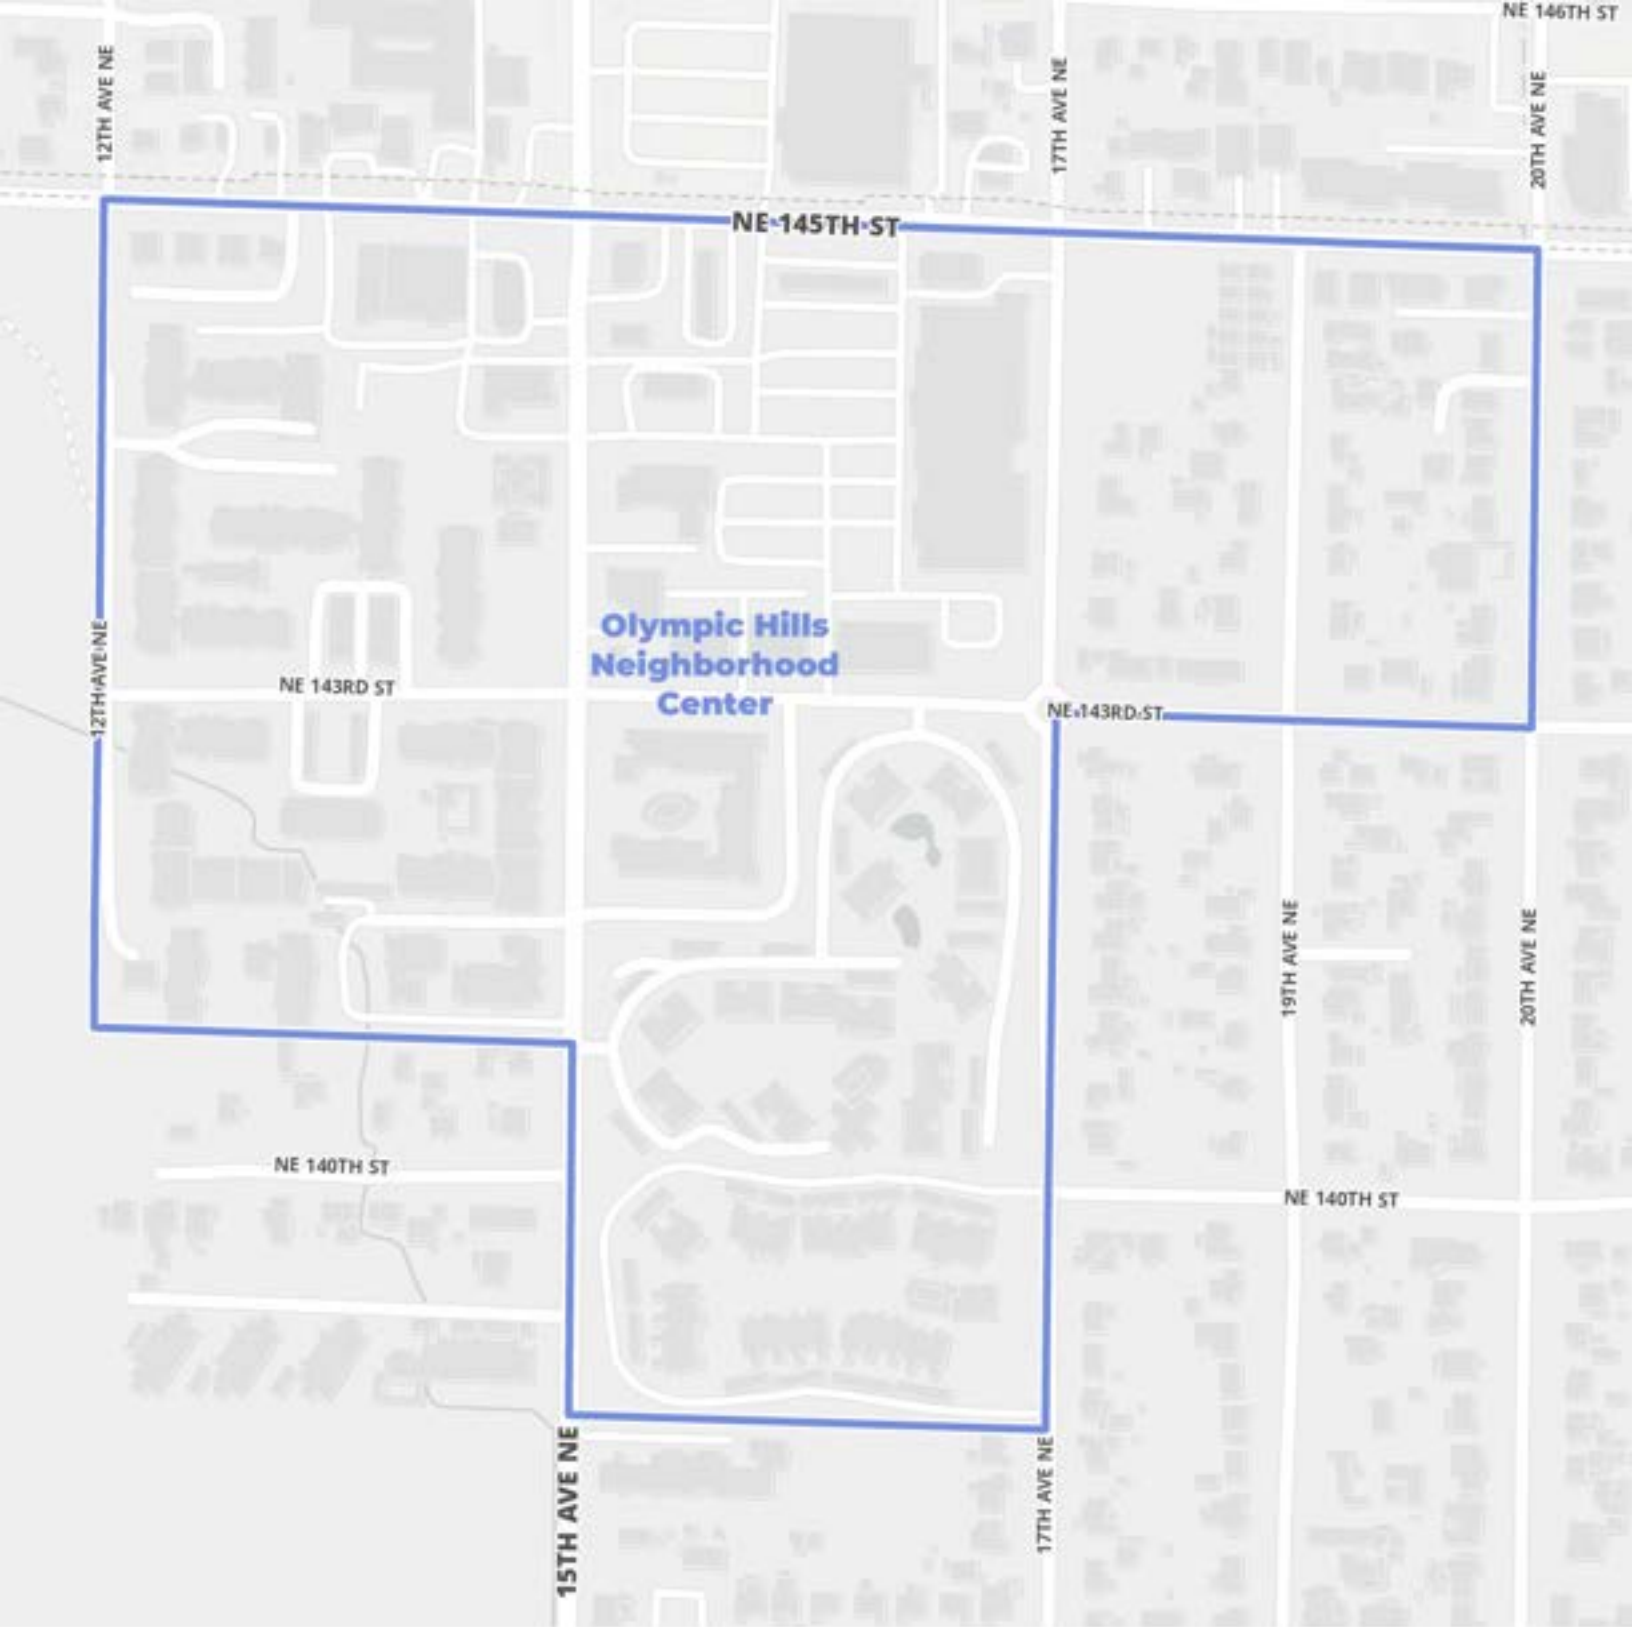 NE 146TH ST
12TH AVE NE
17TH AVE NE
20TH AVE NE
NE 145TH ST
Olympic Hills
Neighborhood
Center
12TH AVE NE
NE 143RD ST
NE 143RD ST
19TH AVE NE
20TH AVE NE
NE 140TH ST
NE 140TH ST
15TH AVE NE
17TH AVE NE